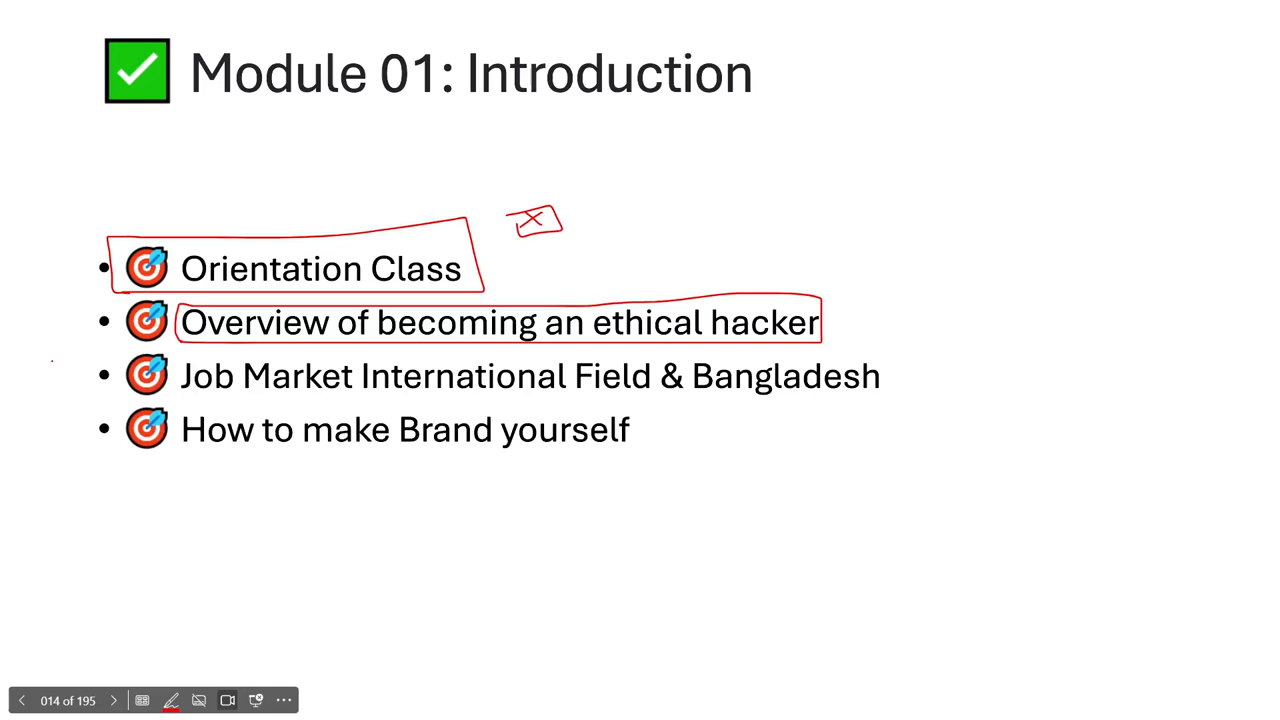 ✅ Module 01: Introduction
X
• 🎯 Orientation Class
• 🎯 Overview of becoming an ethical hacker
• 🎯 Job Market International Field & Bangladesh
• 🎯 How to make Brand yourself
014 of 195